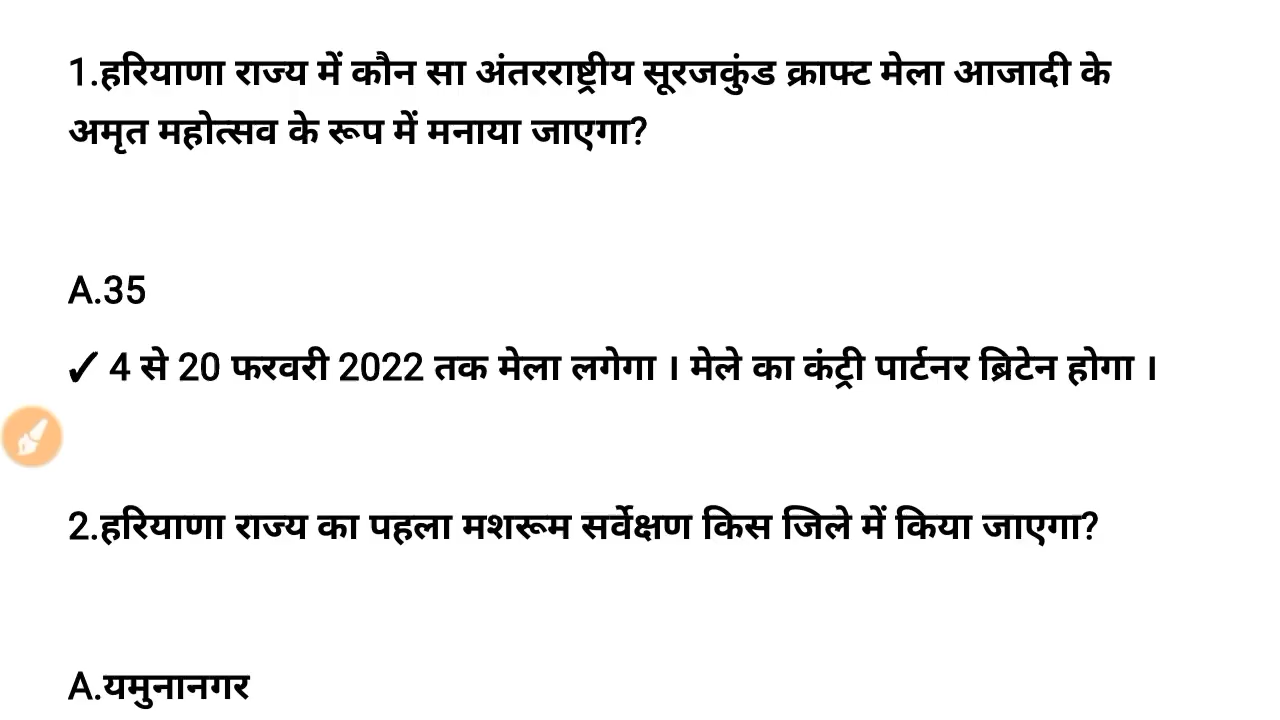 1.हरियाणा राज्य में कौन सा अंतरराष्ट्रीय सूरजकुंड क्राफ्ट मेला आजादी के
अमृत महोत्सव के रूप में मनाया जाएगा?
A.35
✓ 4 से 20 फरवरी 2022 तक मेला लगेगा । मेले का कंट्री पार्टनर ब्रिटेन होगा ।
2.हरियाणा राज्य का पहला मशरूम सर्वेक्षण किस जिले में किया जाएगा?
A.यमुनानगर